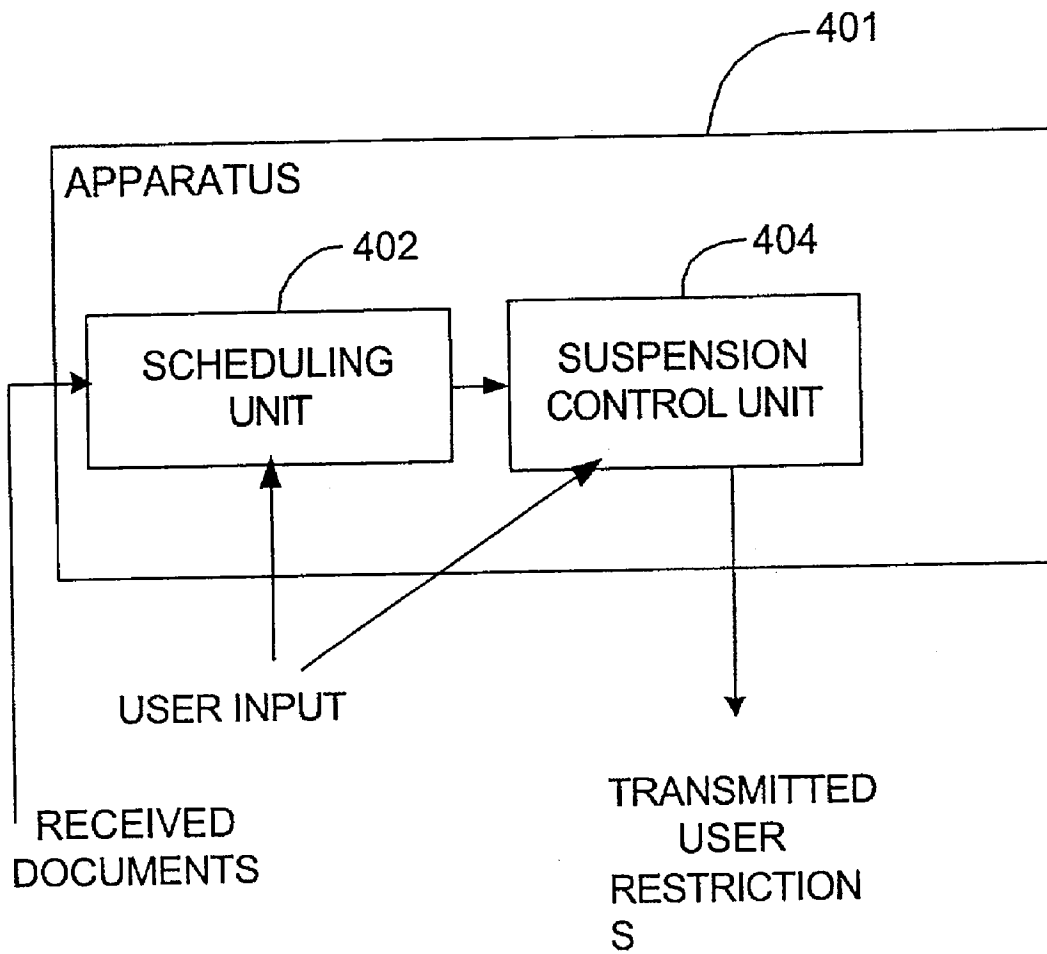 401
APPARATUS
402
404
SCHEDULING
UNIT
SUSPENSION
CONTROL UNIT
USER INPUT
RECEIVED
DOCUMENTS
TRANSMITTED
USER
RESTRICTION
S